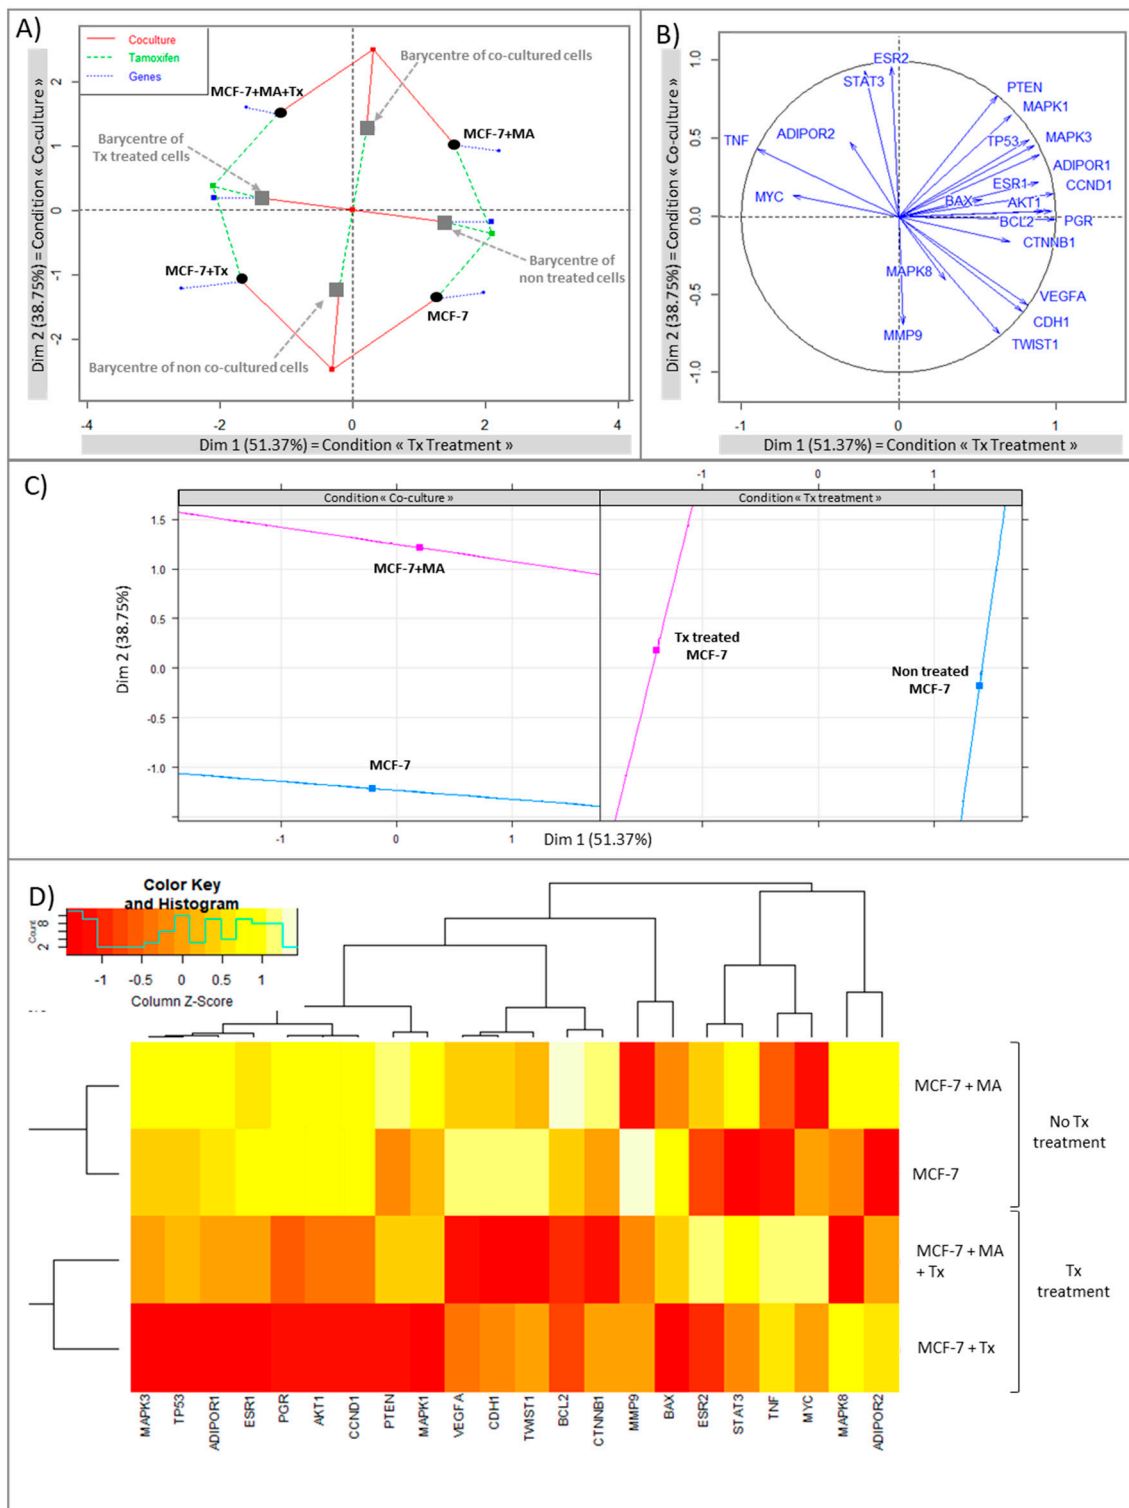 A)
Coculture
Tamoxifen
Genes
Barycentre of co-cultured cells
MCF-7+MA+Tx
MCF-7+MA
Barycentre of
Tx treated cells
MCF-7+Tx
MCF-7
Barycentre of
non treated cells
Barycentre of non co-cultured cells
2
1
0
-1
-2
-4
-2
0
2
4
Dim 2 (38.75%) = Condition « Co-culture »
Dim 1 (51.37%) = Condition « Tx Treatment »
B)
ESR2
STAT3
PTEN
MAPK1
TNF
ADIPOR2
TP53
MAPK3
ADIPOR1
MYC
ESR1
CCND1
BAX
AKT1
BCL2
PGR
CTNNB1
MAPK8
VEGFA
MMP9
CDH1
TWIST1
1.0
0.5
0.0
-0.5
-1.0
-1
0
1
Dim 2 (38.75%) = Condition « Co-culture »
Dim 1 (51.37%) = Condition « Tx Treatment »
C)
-1
0
1
Condition « Co-culture »
Condition « Tx treatment »
1.5
1.0
0.5
0.0
-0.5
-1.0
Dim 2 (38.75%)
MCF-7+MA
MCF-7
Tx treated
MCF-7
Non treated
MCF-7
-1
0
1
Dim 1 (51.37%)
D)
Color Key
and Histogram
Count
2
8
-1
-0.5
0
0.5
1
Column Z-Score
MCF-7 + MA
MCF-7
MCF-7 + MA
+ Tx
MCF-7 + Tx
No Tx
treatment
Tx
treatment
MAPK3
TP53
ADIPOR1
ESR1
PGR
AKT1
CCND1
PTEN
MAPK1
VEGFA
CDH1
TWIST1
BCL2
CTNNB1
MMP9
BAX
ESR2
STAT3
TNF
MYC
MAPK8
ADIPOR2